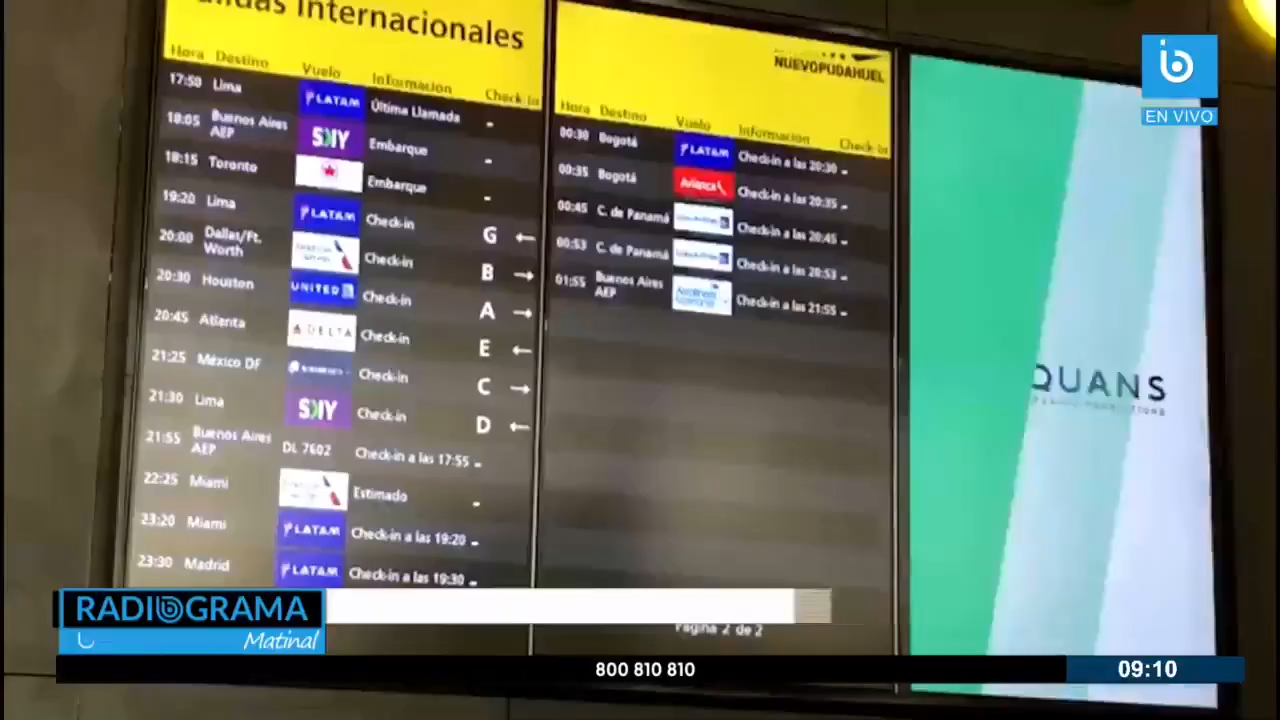 Internacionales
Hora Destino Vuelo Información Check-in
17:50 Lima LATAM Última Llamada -
18:05 Buenos Aires AEP SKY Embarque -
18:15 Toronto Embarque -
19:20 Lima LATAM Check-in G ←
20:00 Dallas/Ft. Worth Check-in B →
20:30 Houston UNITED Check-in A →
20:45 Atlanta DELTA Check-in E ←
21:25 México DF Check-in C →
21:30 Lima SKY Check-in D ←
21:55 Buenos Aires AEP DL 7602 Check-in a las 17:55 -
22:25 Miami Estimado -
23:20 Miami LATAM Check-in a las 19:20 -
23:30 Madrid LATAM Check-in a las 19:30 -
NUEVOPUDAHUEL
Hora Destino Vuelo Información Check-in
00:30 Bogotá LATAM Check-in a las 20:30 -
00:35 Bogotá Avianca Check-in a las 20:35 -
00:45 C. de Panamá Check-in a las 20:45 -
00:53 C. de Panamá Check-in a las 20:53 -
01:55 Buenos Aires AEP Check-in a las 21:55 -
Página 2 de 2
QUANS
EN VIVO
RADIOGRAMA
Matinal
800 810 810
09:10